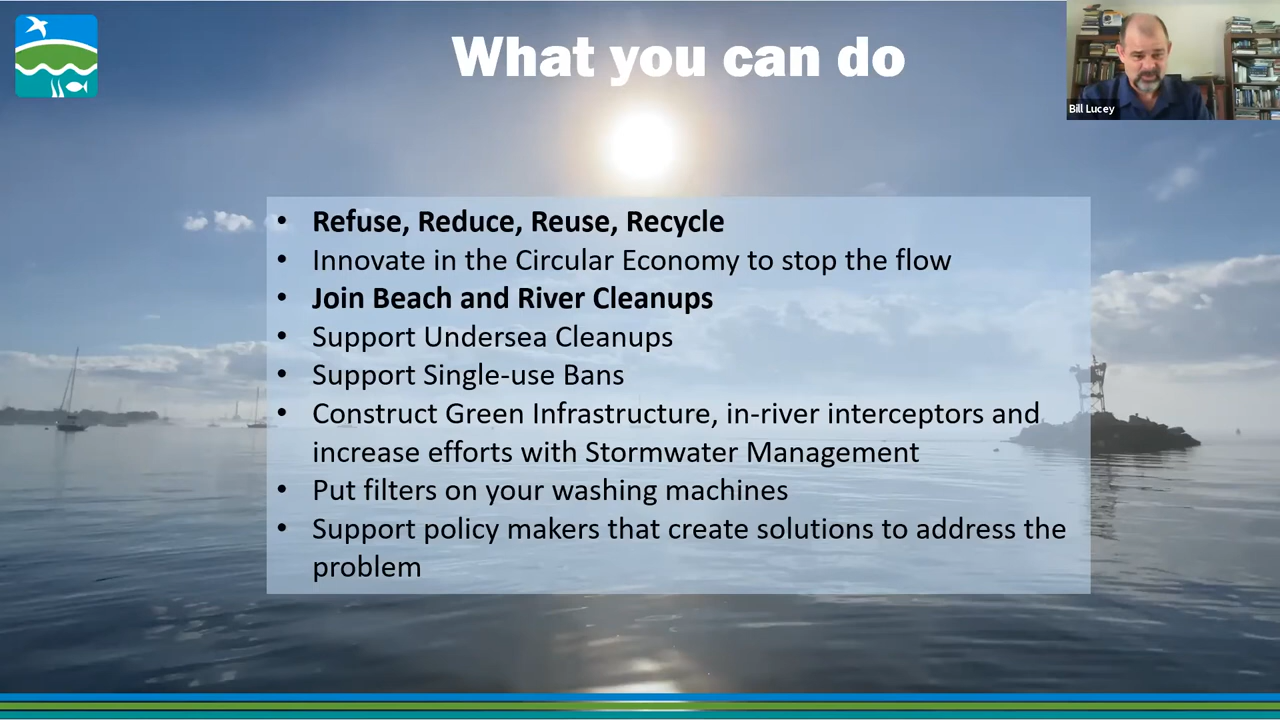 What you can do
Bill Lucey
• Refuse, Reduce, Reuse, Recycle
• Innovate in the Circular Economy to stop the flow
• Join Beach and River Cleanups
• Support Undersea Cleanups
• Support Single-use Bans
• Construct Green Infrastructure, in-river interceptors and
increase efforts with Stormwater Management
• Put filters on your washing machines
• Support policy makers that create solutions to address the
problem